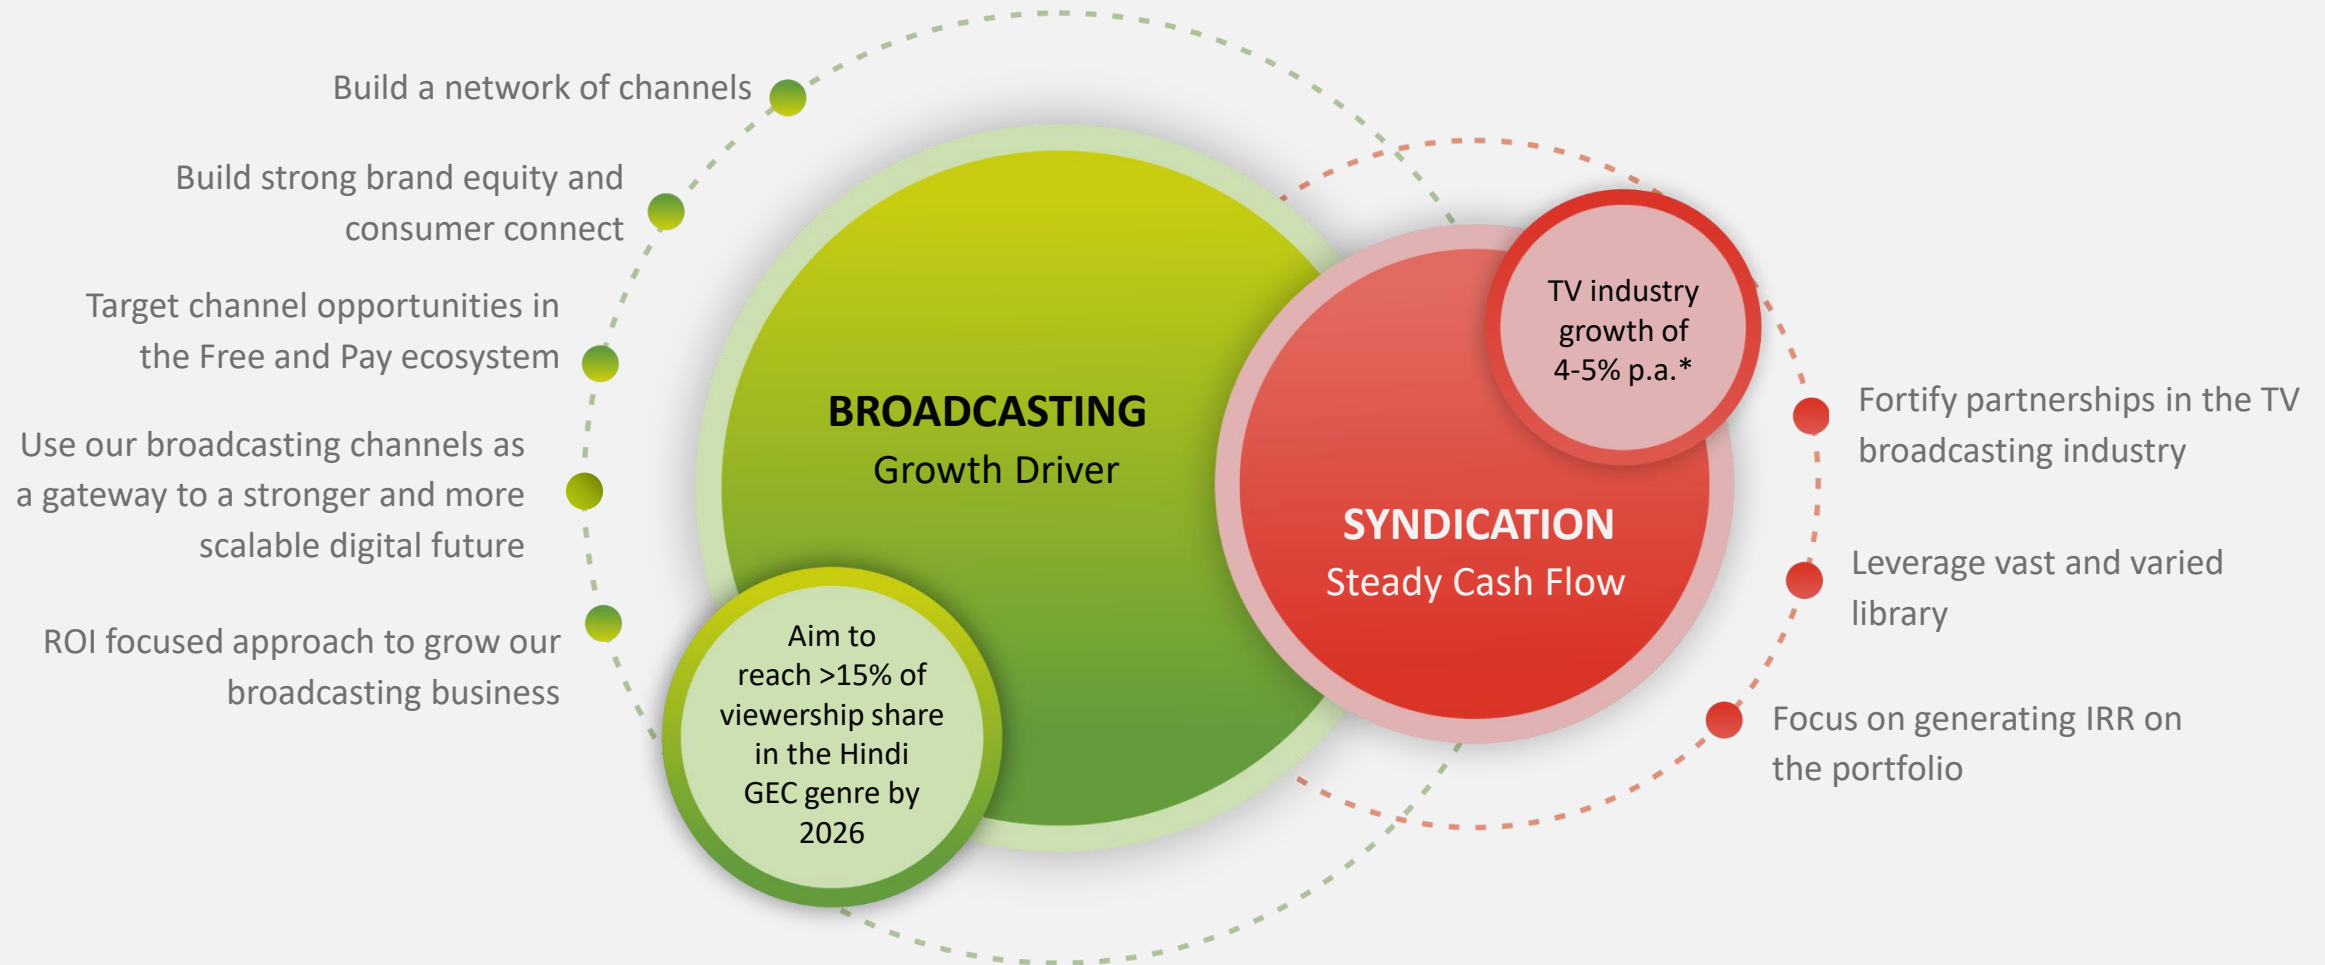 Build a network of channels
Build strong brand equity and
consumer connect
Target channel opportunities in
the Free and Pay ecosystem
Use our broadcasting channels as
a gateway to a stronger and more
scalable digital future
ROI focused approach to grow our
broadcasting business
BROADCASTING
Growth Driver
Aim to
reach >15% of
viewership share
in the Hindi
GEC genre by
2026
TV industry
growth of
4-5% p.a.*
SYNDICATION
Steady Cash Flow
Fortify partnerships in the TV
broadcasting industry
Leverage vast and varied
library
Focus on generating IRR on
the portfolio